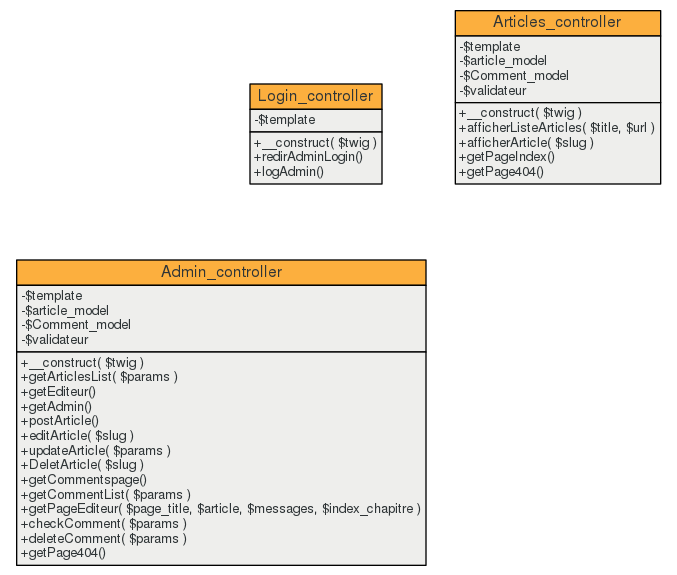 Articles_controller
-$template
-$article_model
-$Comment_model
-$validateur
+__construct( $twig )
+afficherListeArticles( $title, $url )
+afficherArticle( $slug )
+getPageIndex()
+getPage404()
Login_controller
-$template
+__construct( $twig )
+redirAdminLogin()
+logAdmin()
Admin_controller
-$template
-$article_model
-$Comment_model
-$validateur
+__construct( $twig )
+getArticlesList( $params )
+getEditeur()
+getAdmin()
+postArticle()
+editArticle( $slug )
+updateArticle( $params )
+DeletArticle( $slug )
+getCommentspage()
+getCommentList( $params )
+getPageEditeur( $page_title, $article, $messages, $index_chapitre )
+checkComment( $params )
+deleteComment( $params )
+getPage404()